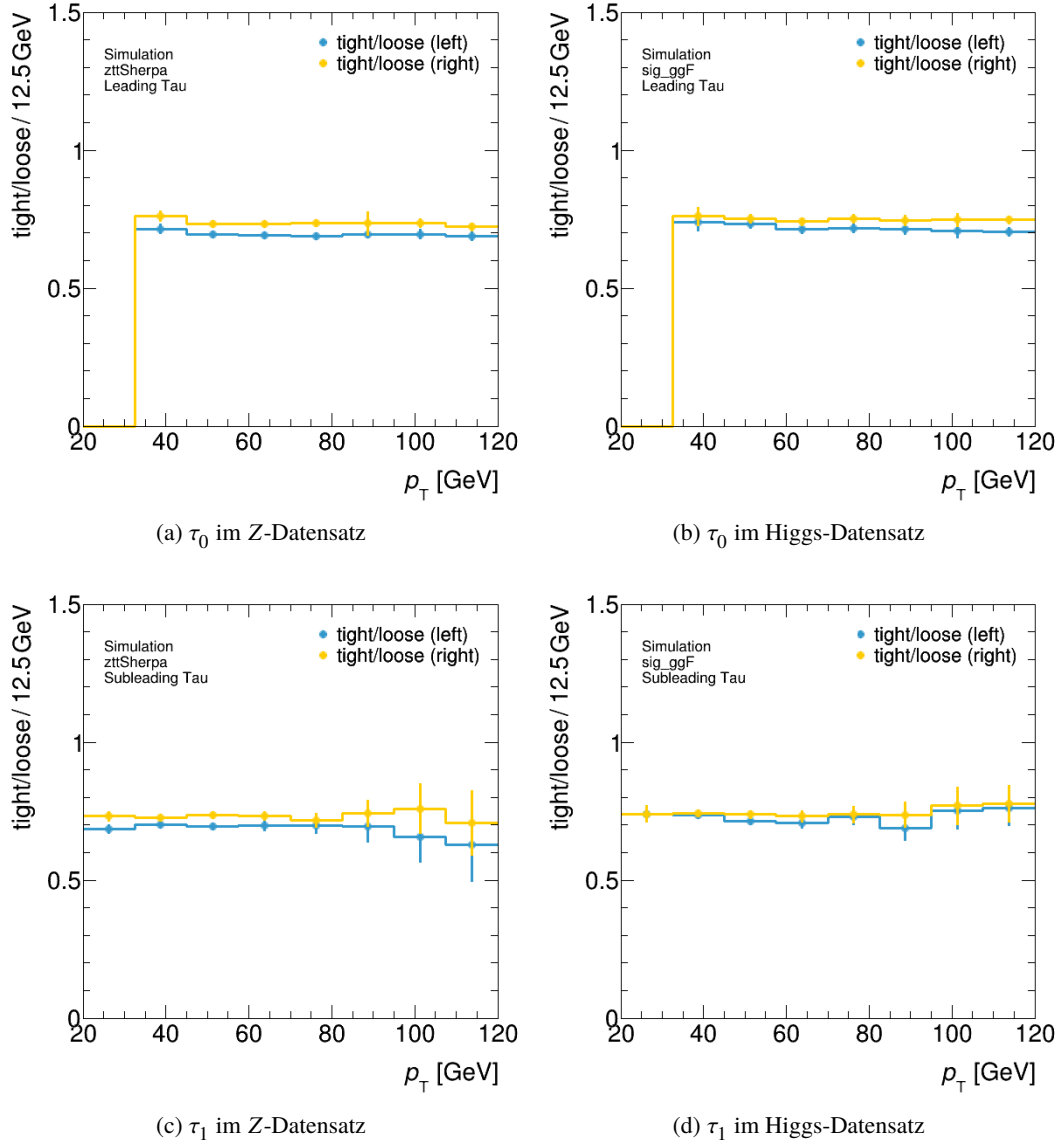 tight/loose / 12.5 GeV
1.5
1
0.5
0
Simulation
zttSherpa
Leading Tau
tight/loose (left)
tight/loose (right)
20 40 60 80 100 120
p_T [GeV]
(a) τ0 im Z-Datensatz
tight/loose / 12.5 GeV
1.5
1
0.5
0
Simulation
sig_ggF
Leading Tau
tight/loose (left)
tight/loose (right)
20 40 60 80 100 120
p_T [GeV]
(b) τ0 im Higgs-Datensatz
tight/loose / 12.5 GeV
1.5
1
0.5
0
Simulation
zttSherpa
Subleading Tau
tight/loose (left)
tight/loose (right)
20 40 60 80 100 120
p_T [GeV]
(c) τ1 im Z-Datensatz
tight/loose / 12.5 GeV
1.5
1
0.5
0
Simulation
sig_ggF
Subleading Tau
tight/loose (left)
tight/loose (right)
20 40 60 80 100 120
p_T [GeV]
(d) τ1 im Higgs-Datensatz